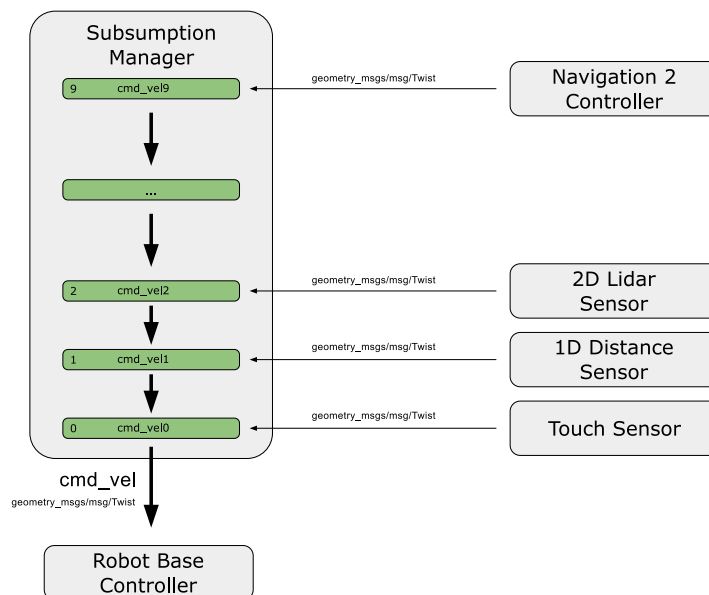 Subsumption
Manager
9 cmd_vel9
geometry_msgs/msg/Twist
Navigation 2
Controller
...
2 cmd_vel2
geometry_msgs/msg/Twist
2D Lidar
Sensor
1 cmd_vel1
geometry_msgs/msg/Twist
1D Distance
Sensor
0 cmd_vel0
geometry_msgs/msg/Twist
Touch Sensor
cmd_vel
geometry_msgs/msg/Twist
Robot Base
Controller